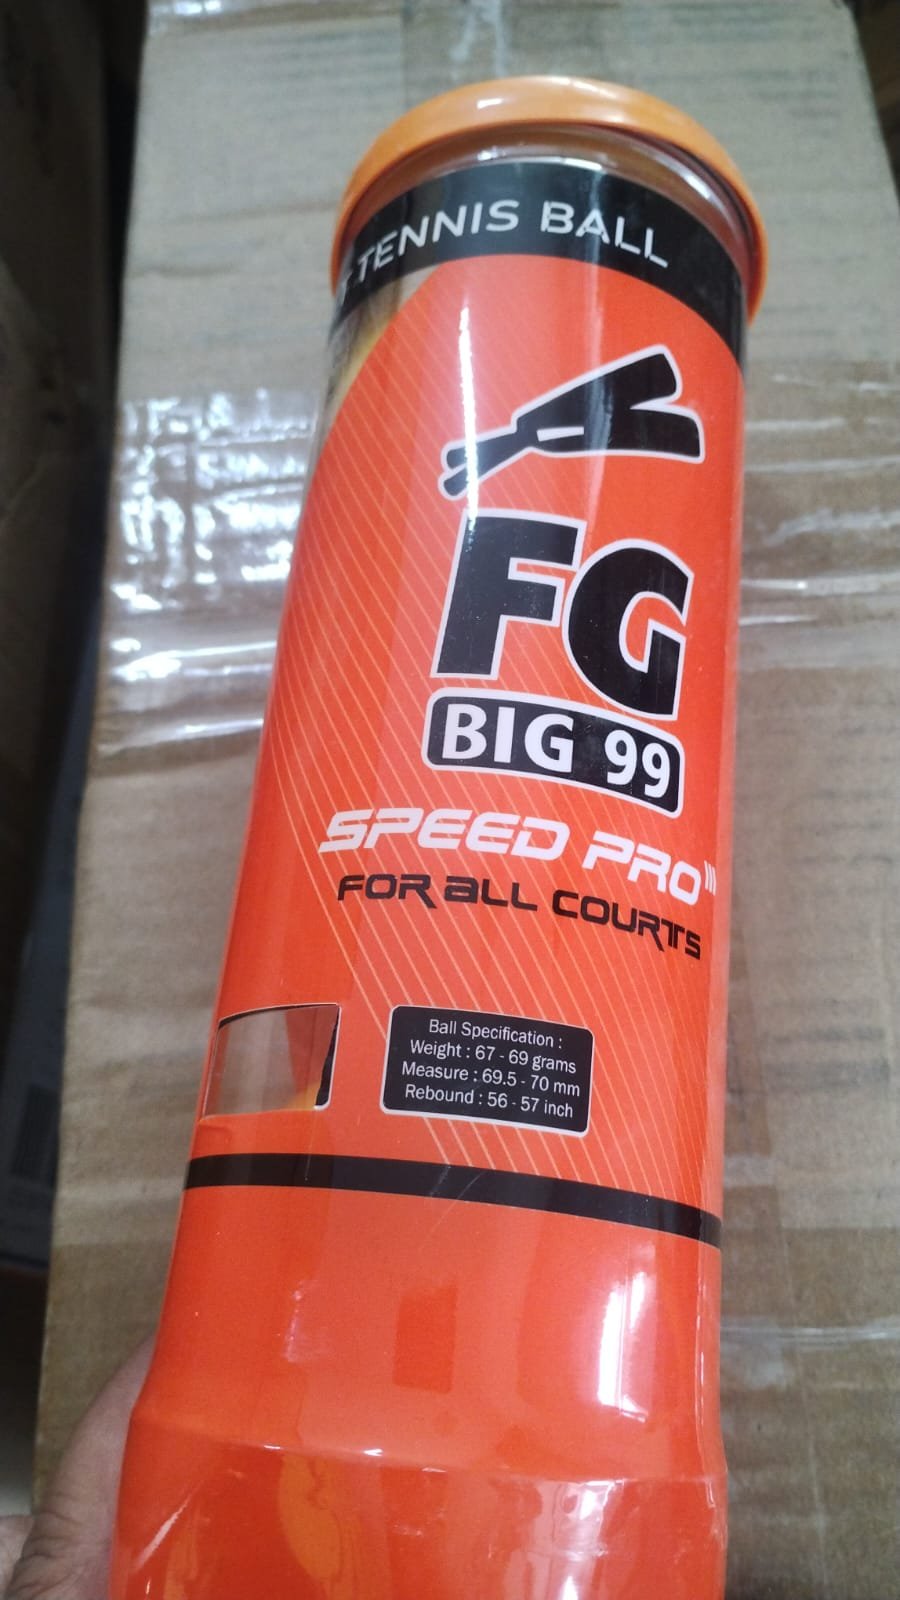 TENNIS BALL
FG
BIG 99
SPEED PRO
FOR ALL COURTS
Ball Specification :
Weight : 67 - 69 grams
Measure : 69.5 - 70 mm
Rebound : 56 - 57 inch